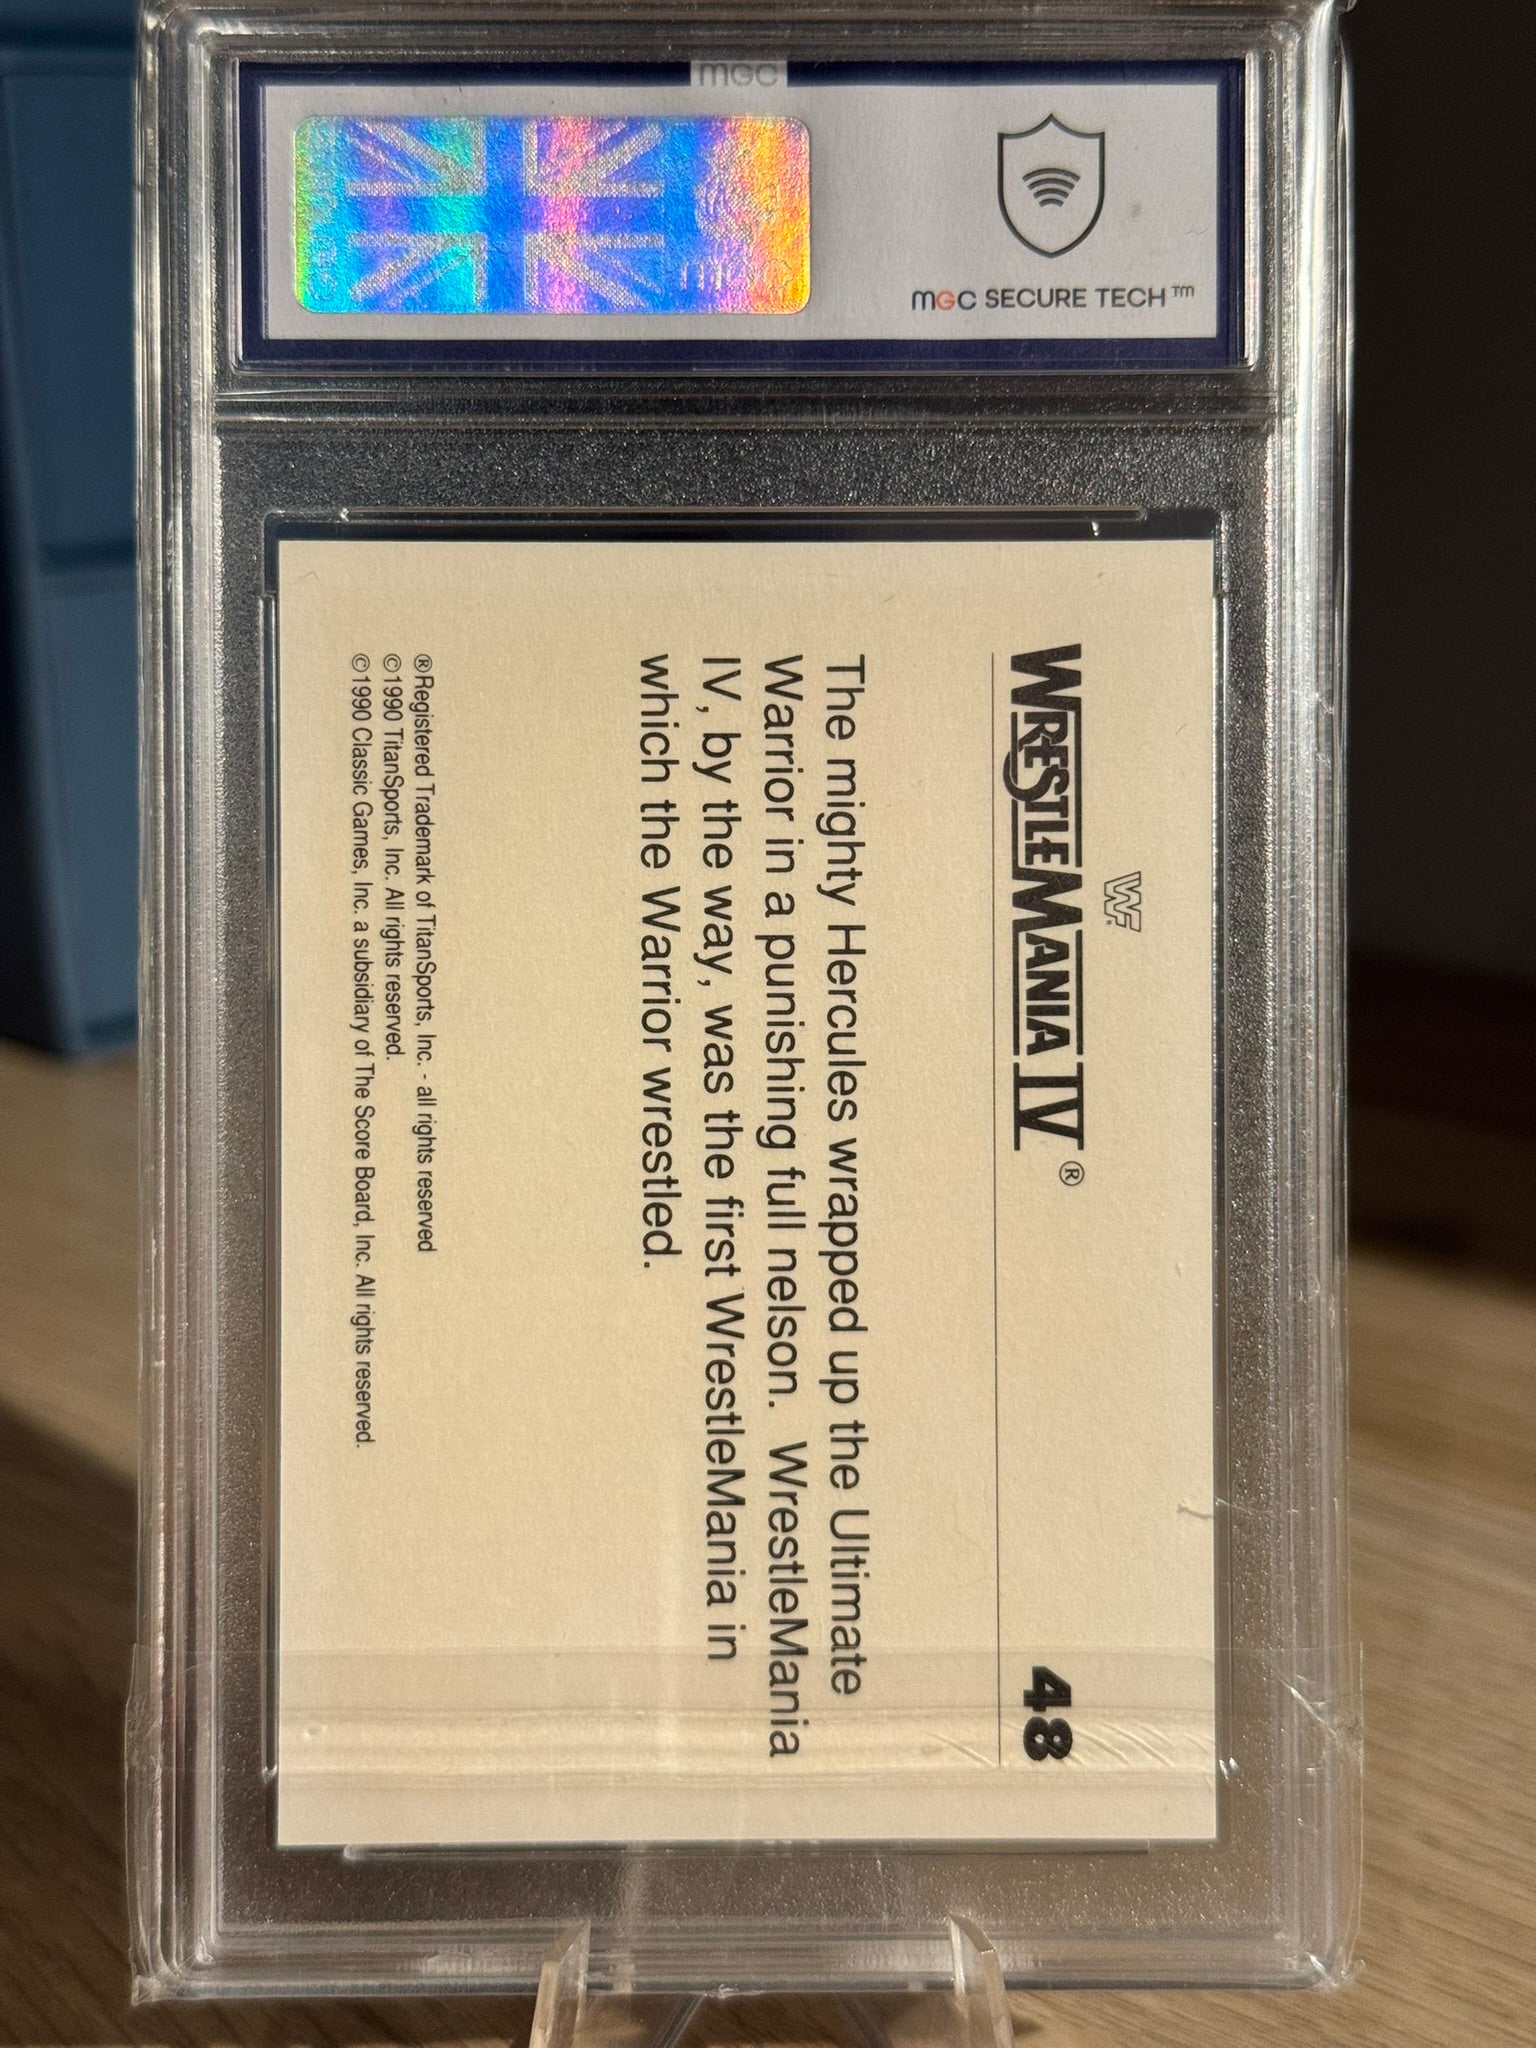 mGC
mGC SECURE TECH™
WF
WRESTLEMANIA IV ®
48
The mighty Hercules wrapped up the Ultimate
Warrior in a punishing full nelson. WrestleMania
IV, by the way, was the first WrestleMania in
which the Warrior wrestled.
®Registered Trademark of TitanSports, Inc. - all rights reserved
©1990 TitanSports, Inc. All rights reserved.
©1990 Classic Games, Inc. a subsidiary of The Score Board, Inc. All rights reserved.